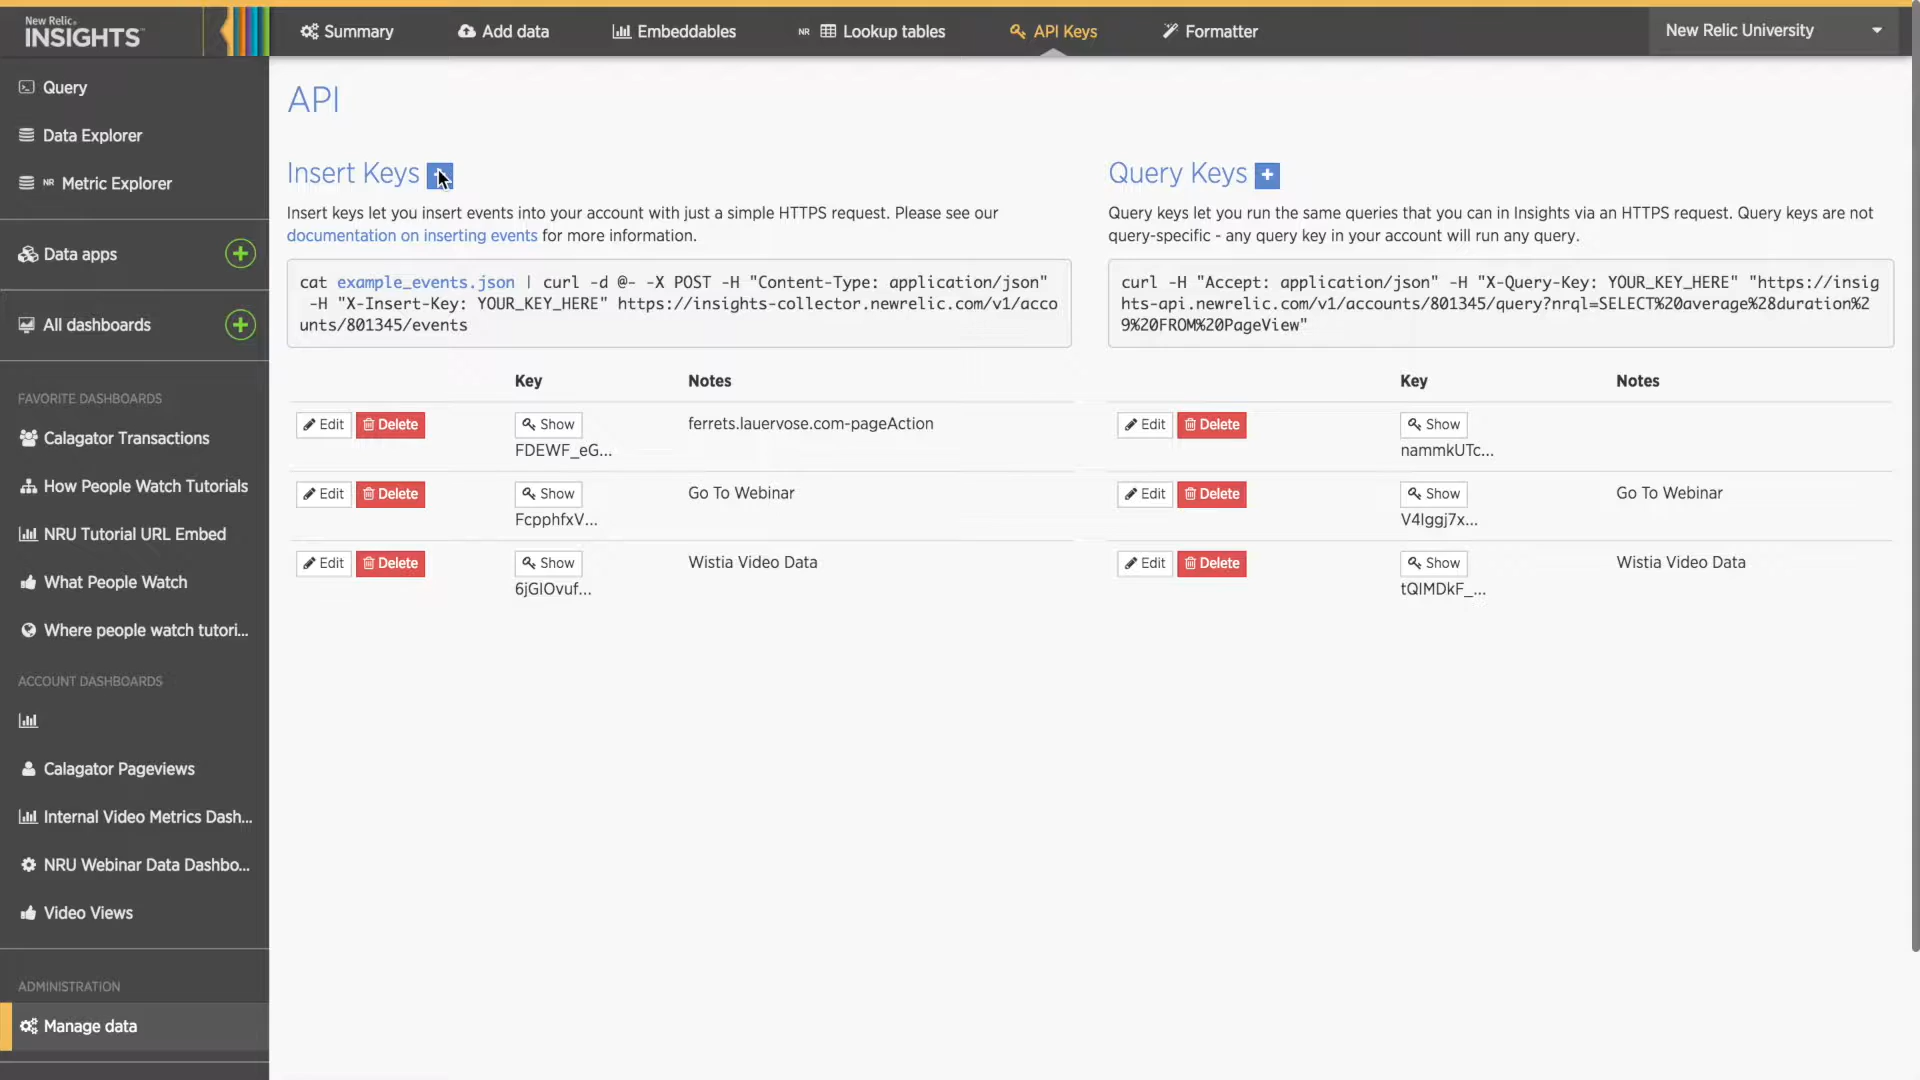 New Relic®
INSIGHTS™
Summary
Add data
Embeddables
NR Lookup tables
API Keys
Formatter
New Relic University
Query
Data Explorer
NR Metric Explorer
Data apps
All dashboards
FAVORITE DASHBOARDS
Calagator Transactions
How People Watch Tutorials
NRU Tutorial URL Embed
What People Watch
Where people watch tutori...
ACCOUNT DASHBOARDS
Calagator Pageviews
Internal Video Metrics Dash...
NRU Webinar Data Dashbo...
Video Views
ADMINISTRATION
Manage data
API
Insert Keys
Insert keys let you insert events into your account with just a simple HTTPS request. Please see our
documentation on inserting events for more information.
cat example_events.json | curl -d @- -X POST -H "Content-Type: application/json"
-H "X-Insert-Key: YOUR_KEY_HERE" https://insights-collector.newrelic.com/v1/acco
unts/801345/events
Key Notes
Edit Delete Show ferrets.lauervose.com-pageAction
FDEWF_eG...
Edit Delete Show Go To Webinar
FcpphfxV...
Edit Delete Show Wistia Video Data
6jGIOvuf...
Query Keys +
Query keys let you run the same queries that you can in Insights via an HTTPS request. Query keys are not
query-specific - any query key in your account will run any query.
curl -H "Accept: application/json" -H "X-Query-Key: YOUR_KEY_HERE" "https://insig
hts-api.newrelic.com/v1/accounts/801345/query?nrql=SELECT%20average%28duration%2
9%20FROM%20PageView"
Key Notes
Edit Delete Show
nammkUTc...
Edit Delete Show Go To Webinar
V4Iggj7x...
Edit Delete Show Wistia Video Data
tQIMDkF_...